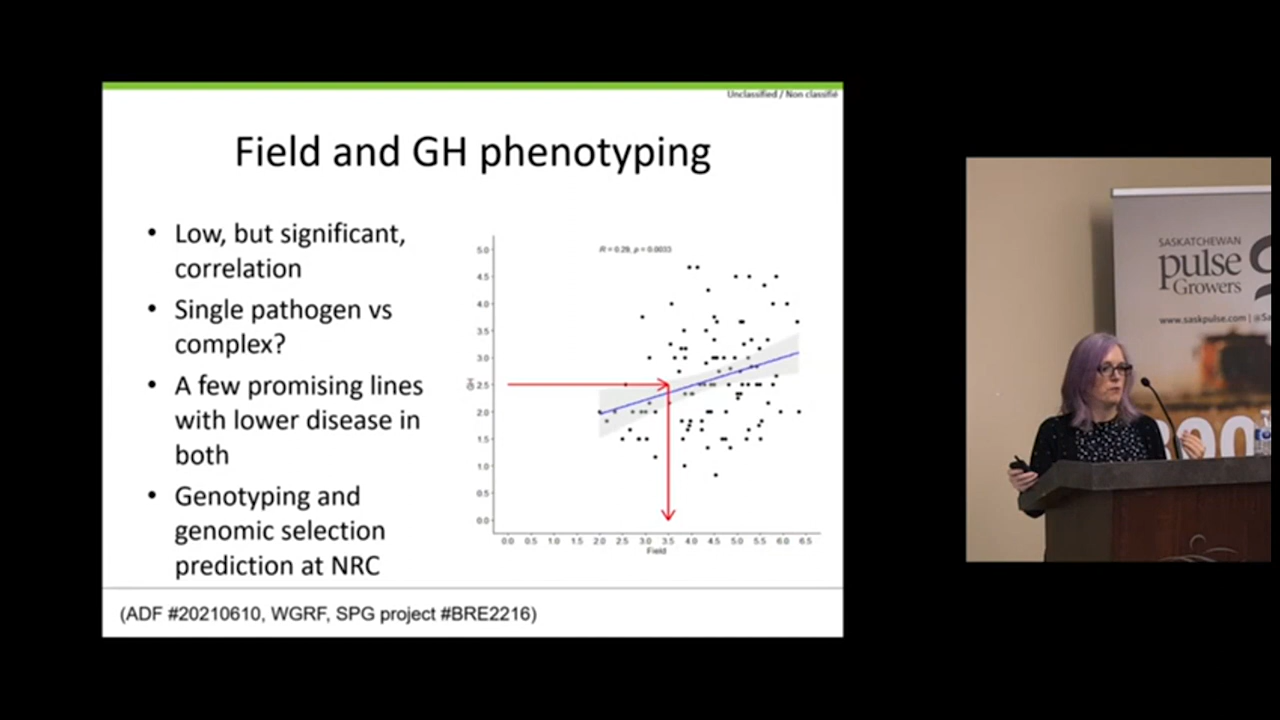 Unclassified / Non classifié
Field and GH phenotyping
• Low, but significant,
correlation
• Single pathogen vs
complex?
• A few promising lines
with lower disease in
both
• Genotyping and
genomic selection
prediction at NRC
R = 0.28, p = 0.0033
5.0
4.5
4.0
3.5
3.0
2.5
2.0
1.5
1.0
0.5
0.0
GH
0.0 0.5 1.0 1.5 2.0 2.5 3.0 3.5 4.0 4.5 5.0 5.5 6.0 6.5
Field
(ADF #20210610, WGRF, SPG project #BRE2216)
SASKATCHEWAN
pulse
Growers
www.saskpulse.com |